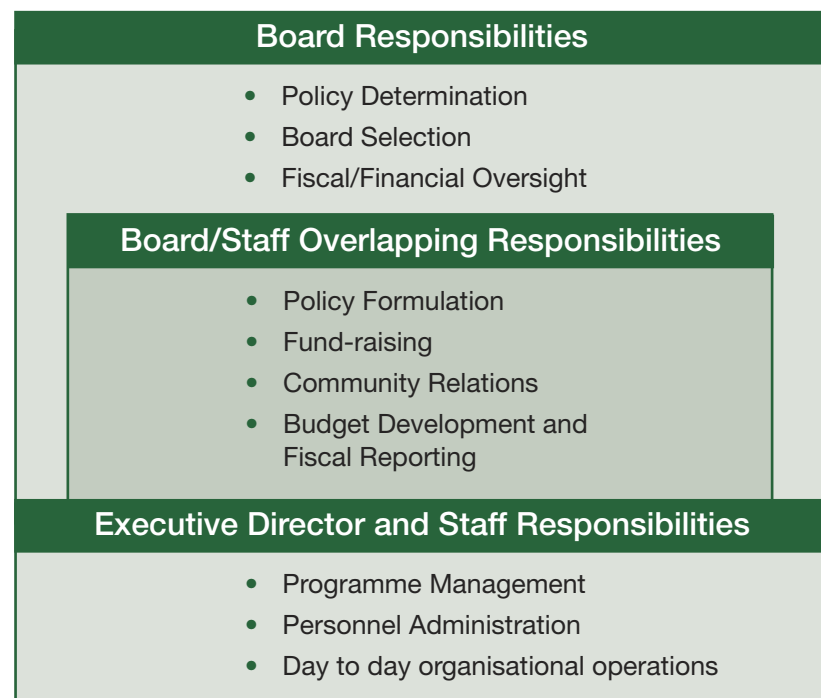 Board Responsibilities
• Policy Determination
• Board Selection
• Fiscal/Financial Oversight
Board/Staff Overlapping Responsibilities
• Policy Formulation
• Fund-raising
• Community Relations
• Budget Development and
Fiscal Reporting
Executive Director and Staff Responsibilities
• Programme Management
• Personnel Administration
• Day to day organisational operations